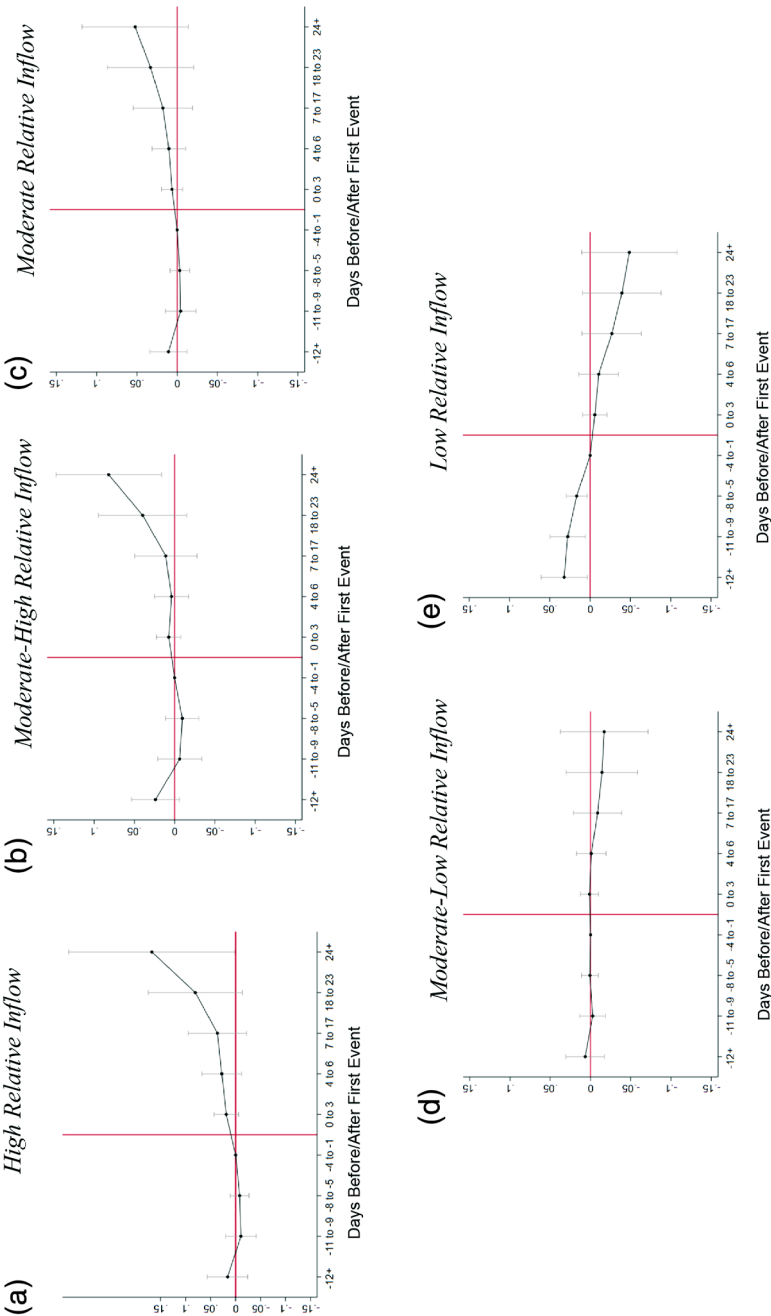 (a)
High Relative Inflow
.15
.1
.05
0
-.05
-.1
-.15
-12+ -11 to -9 -8 to -5 -4 to -1 0 to 3 4 to 6 7 to 17 18 to 23 24+
Days Before/After First Event
(b)
Moderate-High Relative Inflow
.15
.1
.05
0
-.05
-.1
-.15
-12+ -11 to -9 -8 to -5 -4 to -1 0 to 3 4 to 6 7 to 17 18 to 23 24+
Days Before/After First Event
(c)
Moderate Relative Inflow
.15
.1
.05
0
-.05
-.1
-.15
-12+ -11 to -9 -8 to -5 -4 to -1 0 to 3 4 to 6 7 to 17 18 to 23 24+
Days Before/After First Event
(d)
Moderate-Low Relative Inflow
.15
.1
.05
0
-.05
-.1
-.15
-12+ -11 to -9 -8 to -5 -4 to -1 0 to 3 4 to 6 7 to 17 18 to 23 24+
Days Before/After First Event
(e)
Low Relative Inflow
.15
.1
.05
0
-.05
-.1
-.15
-12+ -11 to -9 -8 to -5 -4 to -1 0 to 3 4 to 6 7 to 17 18 to 23 24+
Days Before/After First Event